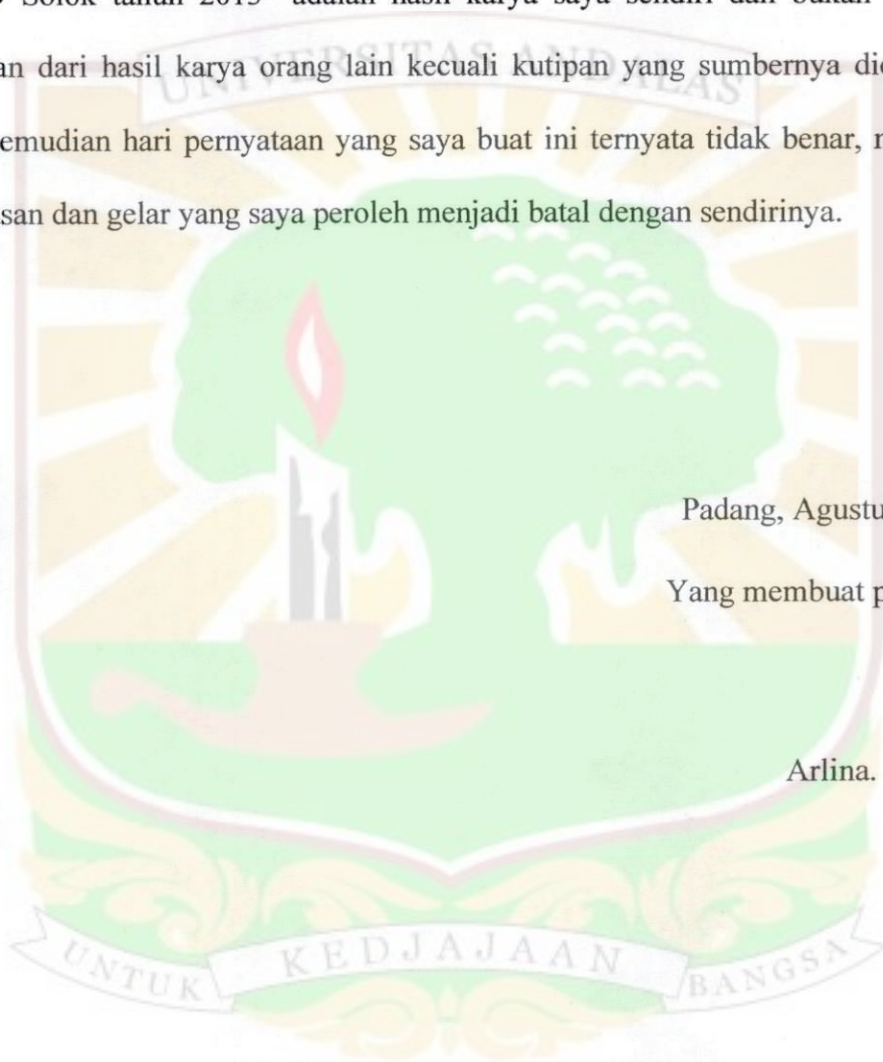 Solok tahun 2015 adalah hasil karya saya sendiri dan bukan
an dari hasil karya orang lain kecuali kutipan yang sumbernya di
emudian hari pernyataan yang saya buat ini ternyata tidak benar,
san dan gelar yang saya peroleh menjadi batal dengan sendirinya.
UNIVERSITAS ANDALAS
Padang, Agustu
Yang membuat p
Arlina.
UNTUK KEDJAJAAN BANGSA